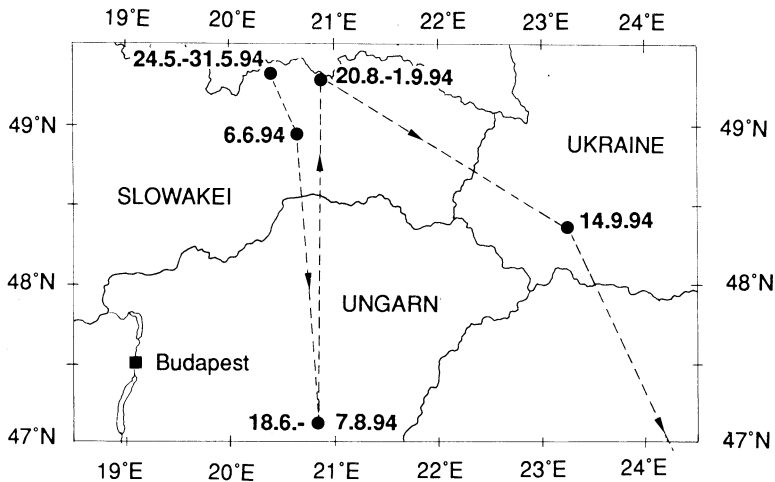 19°E 20°E 21°E 22°E 23°E 24°E
24.5.-31.5.94
20.8.-1.9.94
49°N
6.6.94
49°N
UKRAINE
SLOWAKEI
14.9.94
48°N
48°N
UNGARN
Budapest
18.6.- 7.8.94
47°N
47°N
19°E 20°E 21°E 22°E 23°E 24°E